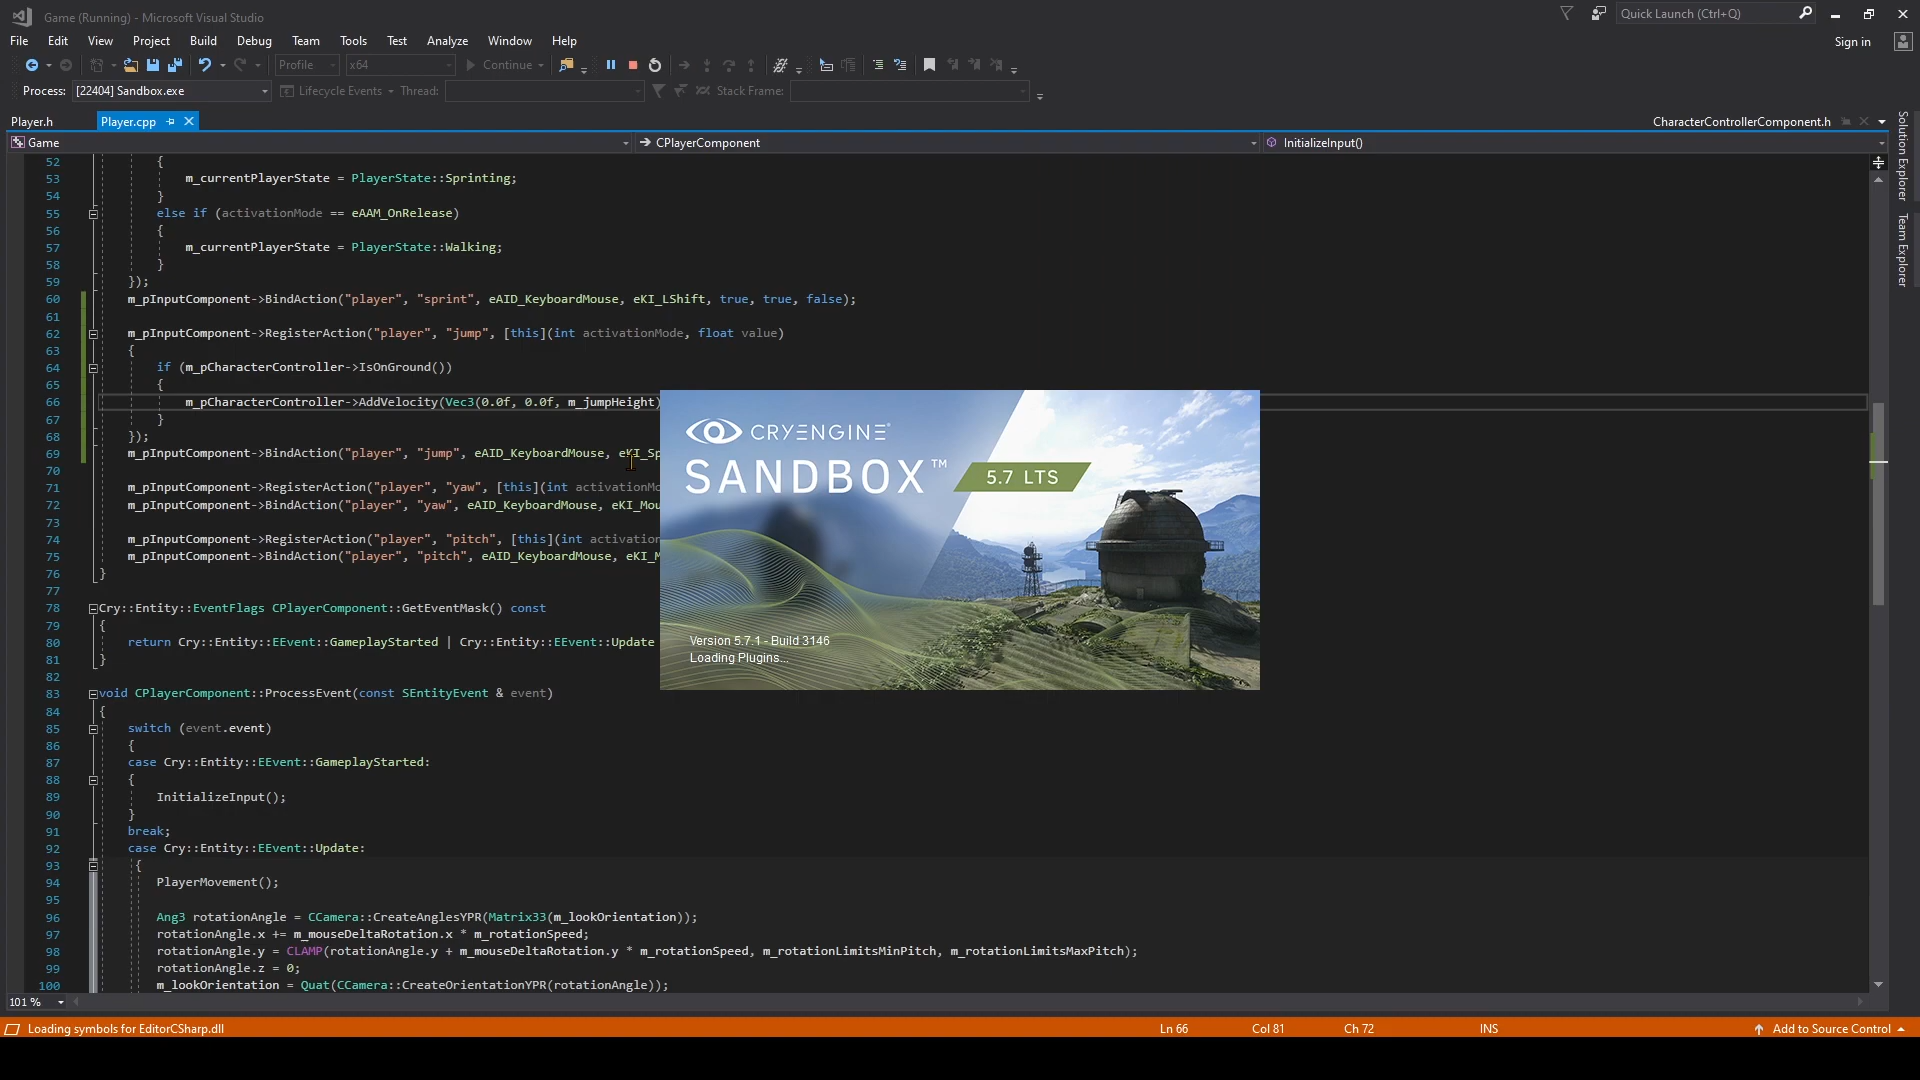 Game (Running) - Microsoft Visual Studio
Quick Launch (Ctrl+Q)
File Edit View Project Build Debug Team Tools Test Analyze Window Help
Sign in
Profile x64 Continue
Process: [22404] Sandbox.exe Lifecycle Events Thread: Stack Frame:
Player.h Player.cpp CharacterControllerComponent.h
Game CPlayerComponent InitializeInput()
Solution Explorer
Team Explorer
52 {
53 m_currentPlayerState = PlayerState::Sprinting;
54 }
55 else if (activationMode == eAAM_OnRelease)
56 {
57 m_currentPlayerState = PlayerState::Walking;
58 }
59 });
60 m_pInputComponent->BindAction("player", "sprint", eAID_KeyboardMouse, eKI_LShift, true, true, false);
61
62 m_pInputComponent->RegisterAction("player", "jump", [this](int activationMode, float value)
63 {
64 if (m_pCharacterController->IsOnGround())
65 {
66 m_pCharacterController->AddVelocity(Vec3(0.0f, 0.0f, m_jumpHeight)
67 }
68 });
69 m_pInputComponent->BindAction("player", "jump", eAID_KeyboardMouse, eKI_Sp
70
71 m_pInputComponent->RegisterAction("player", "yaw", [this](int activationMo
72 m_pInputComponent->BindAction("player", "yaw", eAID_KeyboardMouse, eKI_Mou
73
74 m_pInputComponent->RegisterAction("player", "pitch", [this](int activation
75 m_pInputComponent->BindAction("player", "pitch", eAID_KeyboardMouse, eKI_M
76 }
77
78 Cry::Entity::EventFlags CPlayerComponent::GetEventMask() const
79 {
80 return Cry::Entity::EEvent::GameplayStarted | Cry::Entity::EEvent::Update
81 }
82
83 void CPlayerComponent::ProcessEvent(const SEntityEvent & event)
84 {
85 switch (event.event)
86 {
87 case Cry::Entity::EEvent::GameplayStarted:
88 {
89 InitializeInput();
90 }
91 break;
92 case Cry::Entity::EEvent::Update:
93 {
94 PlayerMovement();
95
96 Ang3 rotationAngle = CCamera::CreateAnglesYPR(Matrix33(m_lookOrientation));
97 rotationAngle.x += m_mouseDeltaRotation.x * m_rotationSpeed;
98 rotationAngle.y = CLAMP(rotationAngle.y + m_mouseDeltaRotation.y * m_rotationSpeed, m_rotationLimitsMinPitch, m_rotationLimitsMaxPitch);
99 rotationAngle.z = 0;
100 m_lookOrientation = Quat(CCamera::CreateOrientationYPR(rotationAngle));
CRYENGINE®
SANDBOX™
5.7 LTS
Version 5.7.1 - Build 3146
Loading Plugins...
101 %
Loading symbols for EditorCSharp.dll Ln 66 Col 81 Ch 72 INS Add to Source Control